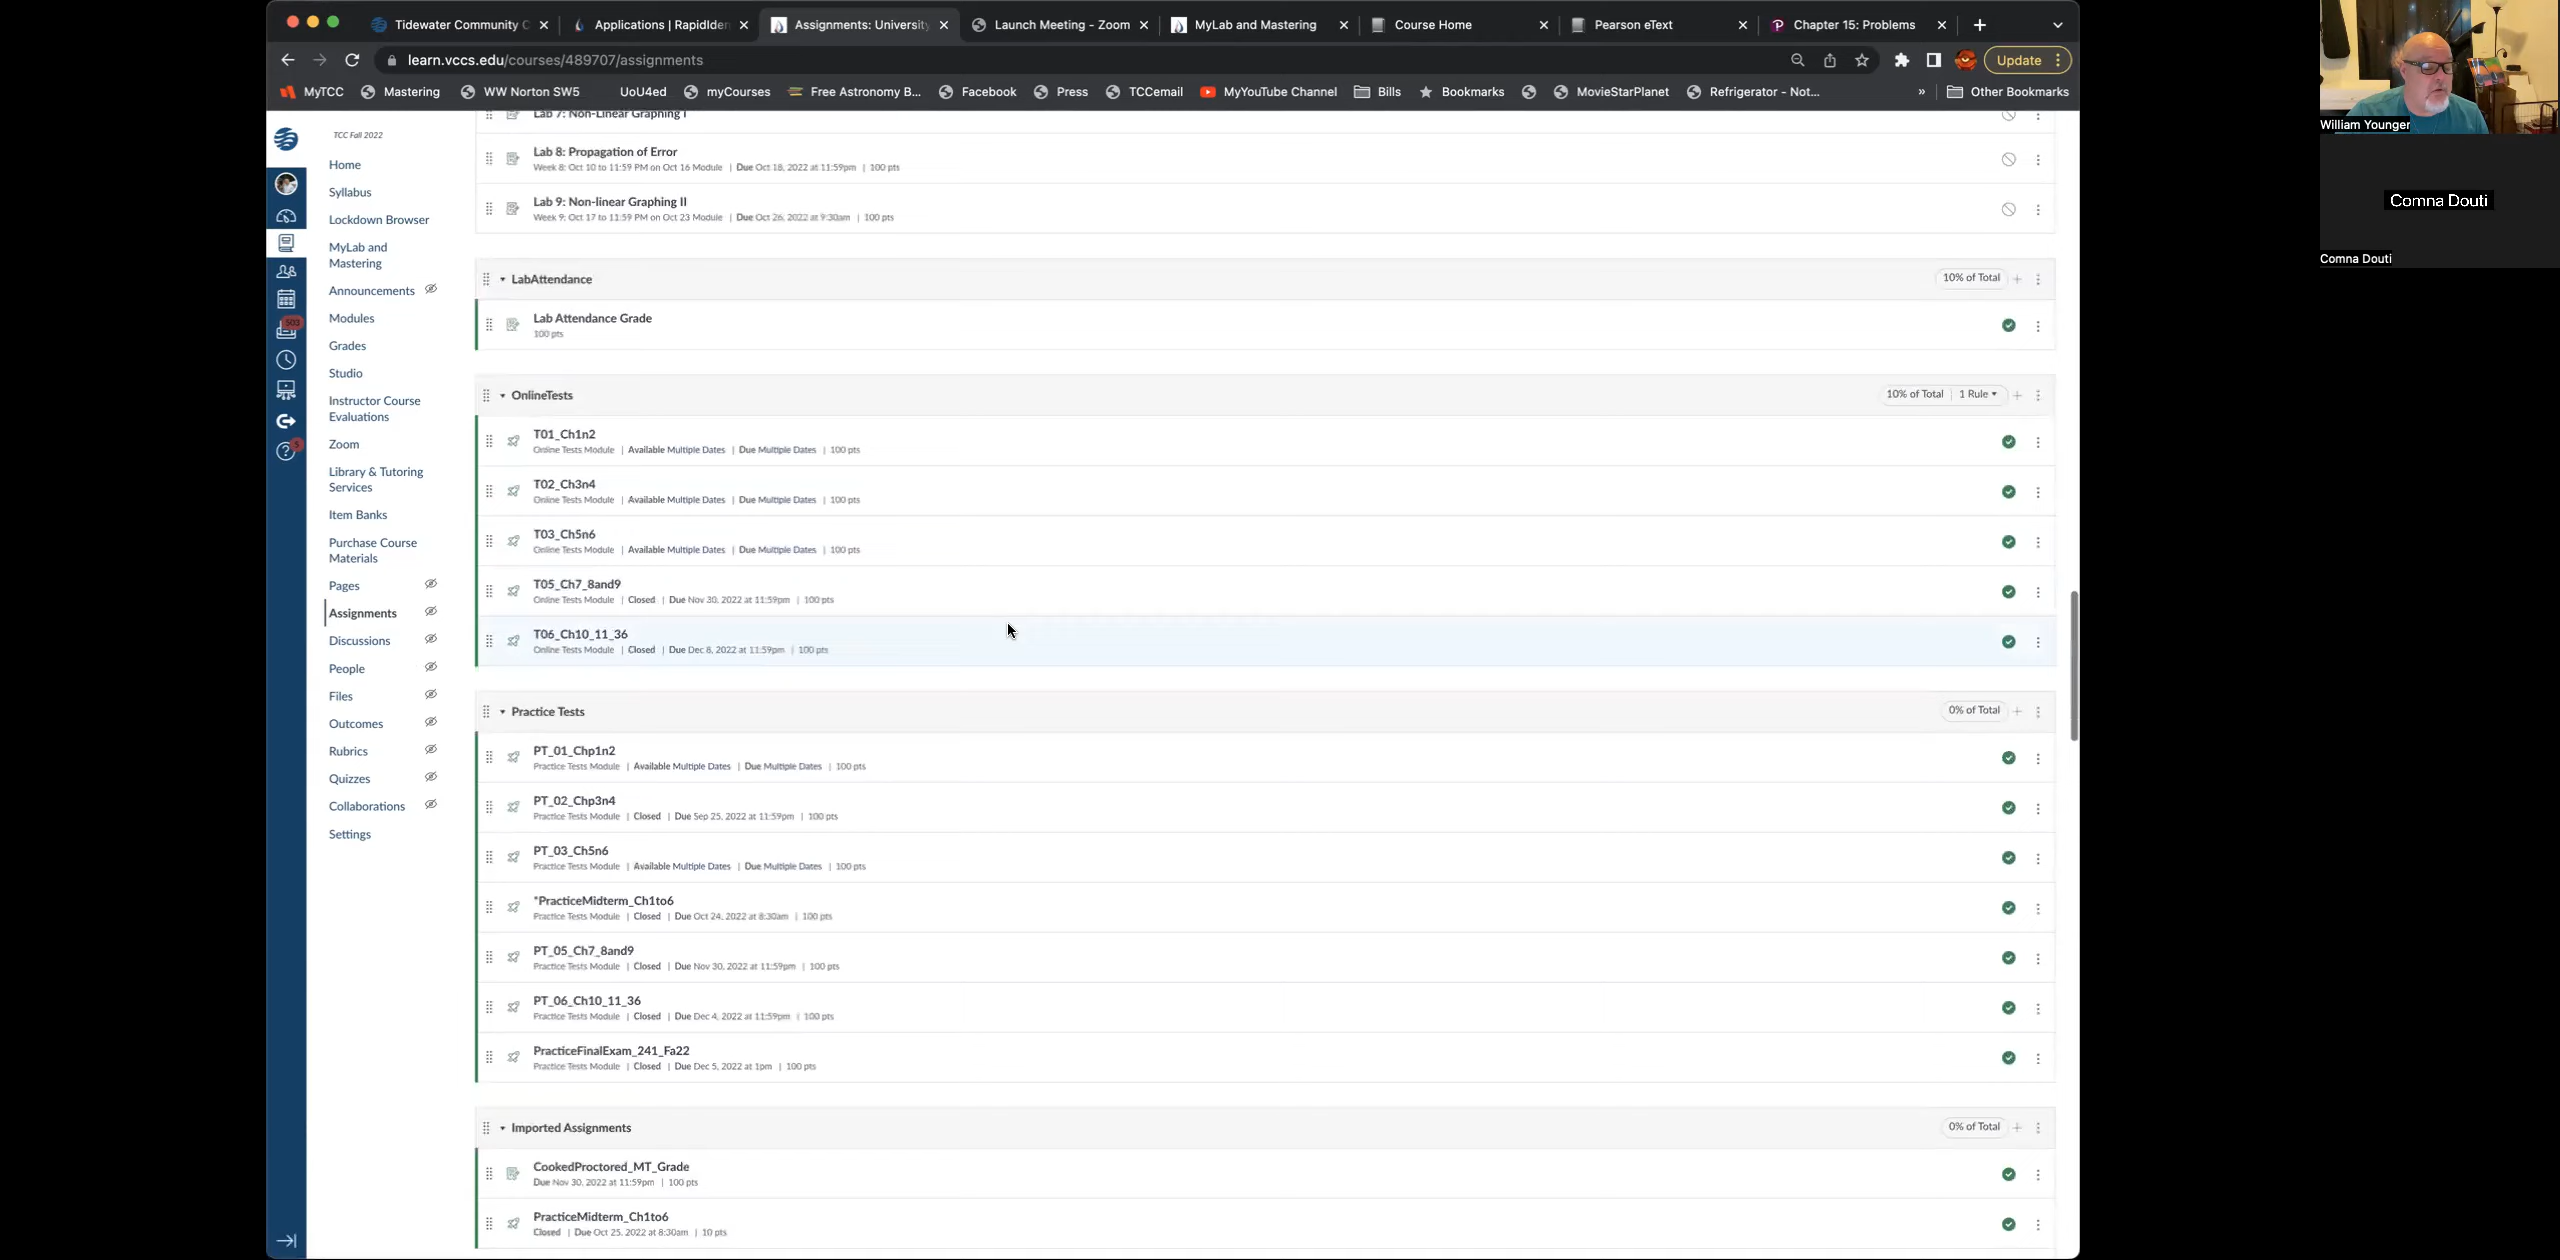 Tidewater Community C
Applications | RapidIden
Assignments: University
Launch Meeting - Zoom
MyLab and Mastering
Course Home
Pearson eText
Chapter 15: Problems
learn.vccs.edu/courses/489707/assignments
Update
MyTCC
Mastering
WW Norton SW5
UoU4ed
myCourses
Free Astronomy B...
Facebook
Press
TCCemail
MyYouTube Channel
Bills
Bookmarks
MovieStarPlanet
Refrigerator - Not...
»
Other Bookmarks
TCC Fall 2022
Home
Syllabus
Lockdown Browser
MyLab and
Mastering
Announcements
Modules
Grades
Studio
Instructor Course
Evaluations
Zoom
Library & Tutoring
Services
Item Banks
Purchase Course
Materials
Pages
Assignments
Discussions
People
Files
Outcomes
Rubrics
Quizzes
Collaborations
Settings
503
5
Lab 7: Non-Linear Graphing I
Lab 8: Propagation of Error
Week 8: Oct 10 to 11:59 PM on Oct 16 Module | Due Oct 18, 2022 at 11:59pm | 100 pts
Lab 9: Non-linear Graphing II
Week 9: Oct 17 to 11:59 PM on Oct 23 Module | Due Oct 26, 2022 at 9:30am | 100 pts
LabAttendance
10% of Total
Lab Attendance Grade
100 pts
OnlineTests
10% of Total | 1 Rule
T01_Ch1n2
Online Tests Module | Available Multiple Dates | Due Multiple Dates | 100 pts
T02_Ch3n4
Online Tests Module | Available Multiple Dates | Due Multiple Dates | 100 pts
T03_Ch5n6
Online Tests Module | Available Multiple Dates | Due Multiple Dates | 100 pts
T05_Ch7_8and9
Online Tests Module | Closed | Due Nov 30, 2022 at 11:59pm | 100 pts
T06_Ch10_11_36
Online Tests Module | Closed | Due Dec 8, 2022 at 11:59pm | 100 pts
Practice Tests
0% of Total
PT_01_Chp1n2
Practice Tests Module | Available Multiple Dates | Due Multiple Dates | 100 pts
PT_02_Chp3n4
Practice Tests Module | Closed | Due Sep 25, 2022 at 11:59pm | 100 pts
PT_03_Ch5n6
Practice Tests Module | Available Multiple Dates | Due Multiple Dates | 100 pts
*PracticeMidterm_Ch1to6
Practice Tests Module | Closed | Due Oct 24, 2022 at 8:30am | 100 pts
PT_05_Ch7_8and9
Practice Tests Module | Closed | Due Nov 30, 2022 at 11:59pm | 100 pts
PT_06_Ch10_11_36
Practice Tests Module | Closed | Due Dec 4, 2022 at 11:59pm | 100 pts
PracticeFinalExam_241_Fa22
Practice Tests Module | Closed | Due Dec 5, 2022 at 1pm | 100 pts
Imported Assignments
0% of Total
CookedProctored_MT_Grade
Due Nov 30, 2022 at 11:59pm | 100 pts
PracticeMidterm_Ch1to6
Closed | Due Oct 25, 2022 at 8:30am | 10 pts
William Younger
Comna Douti
Comna Douti